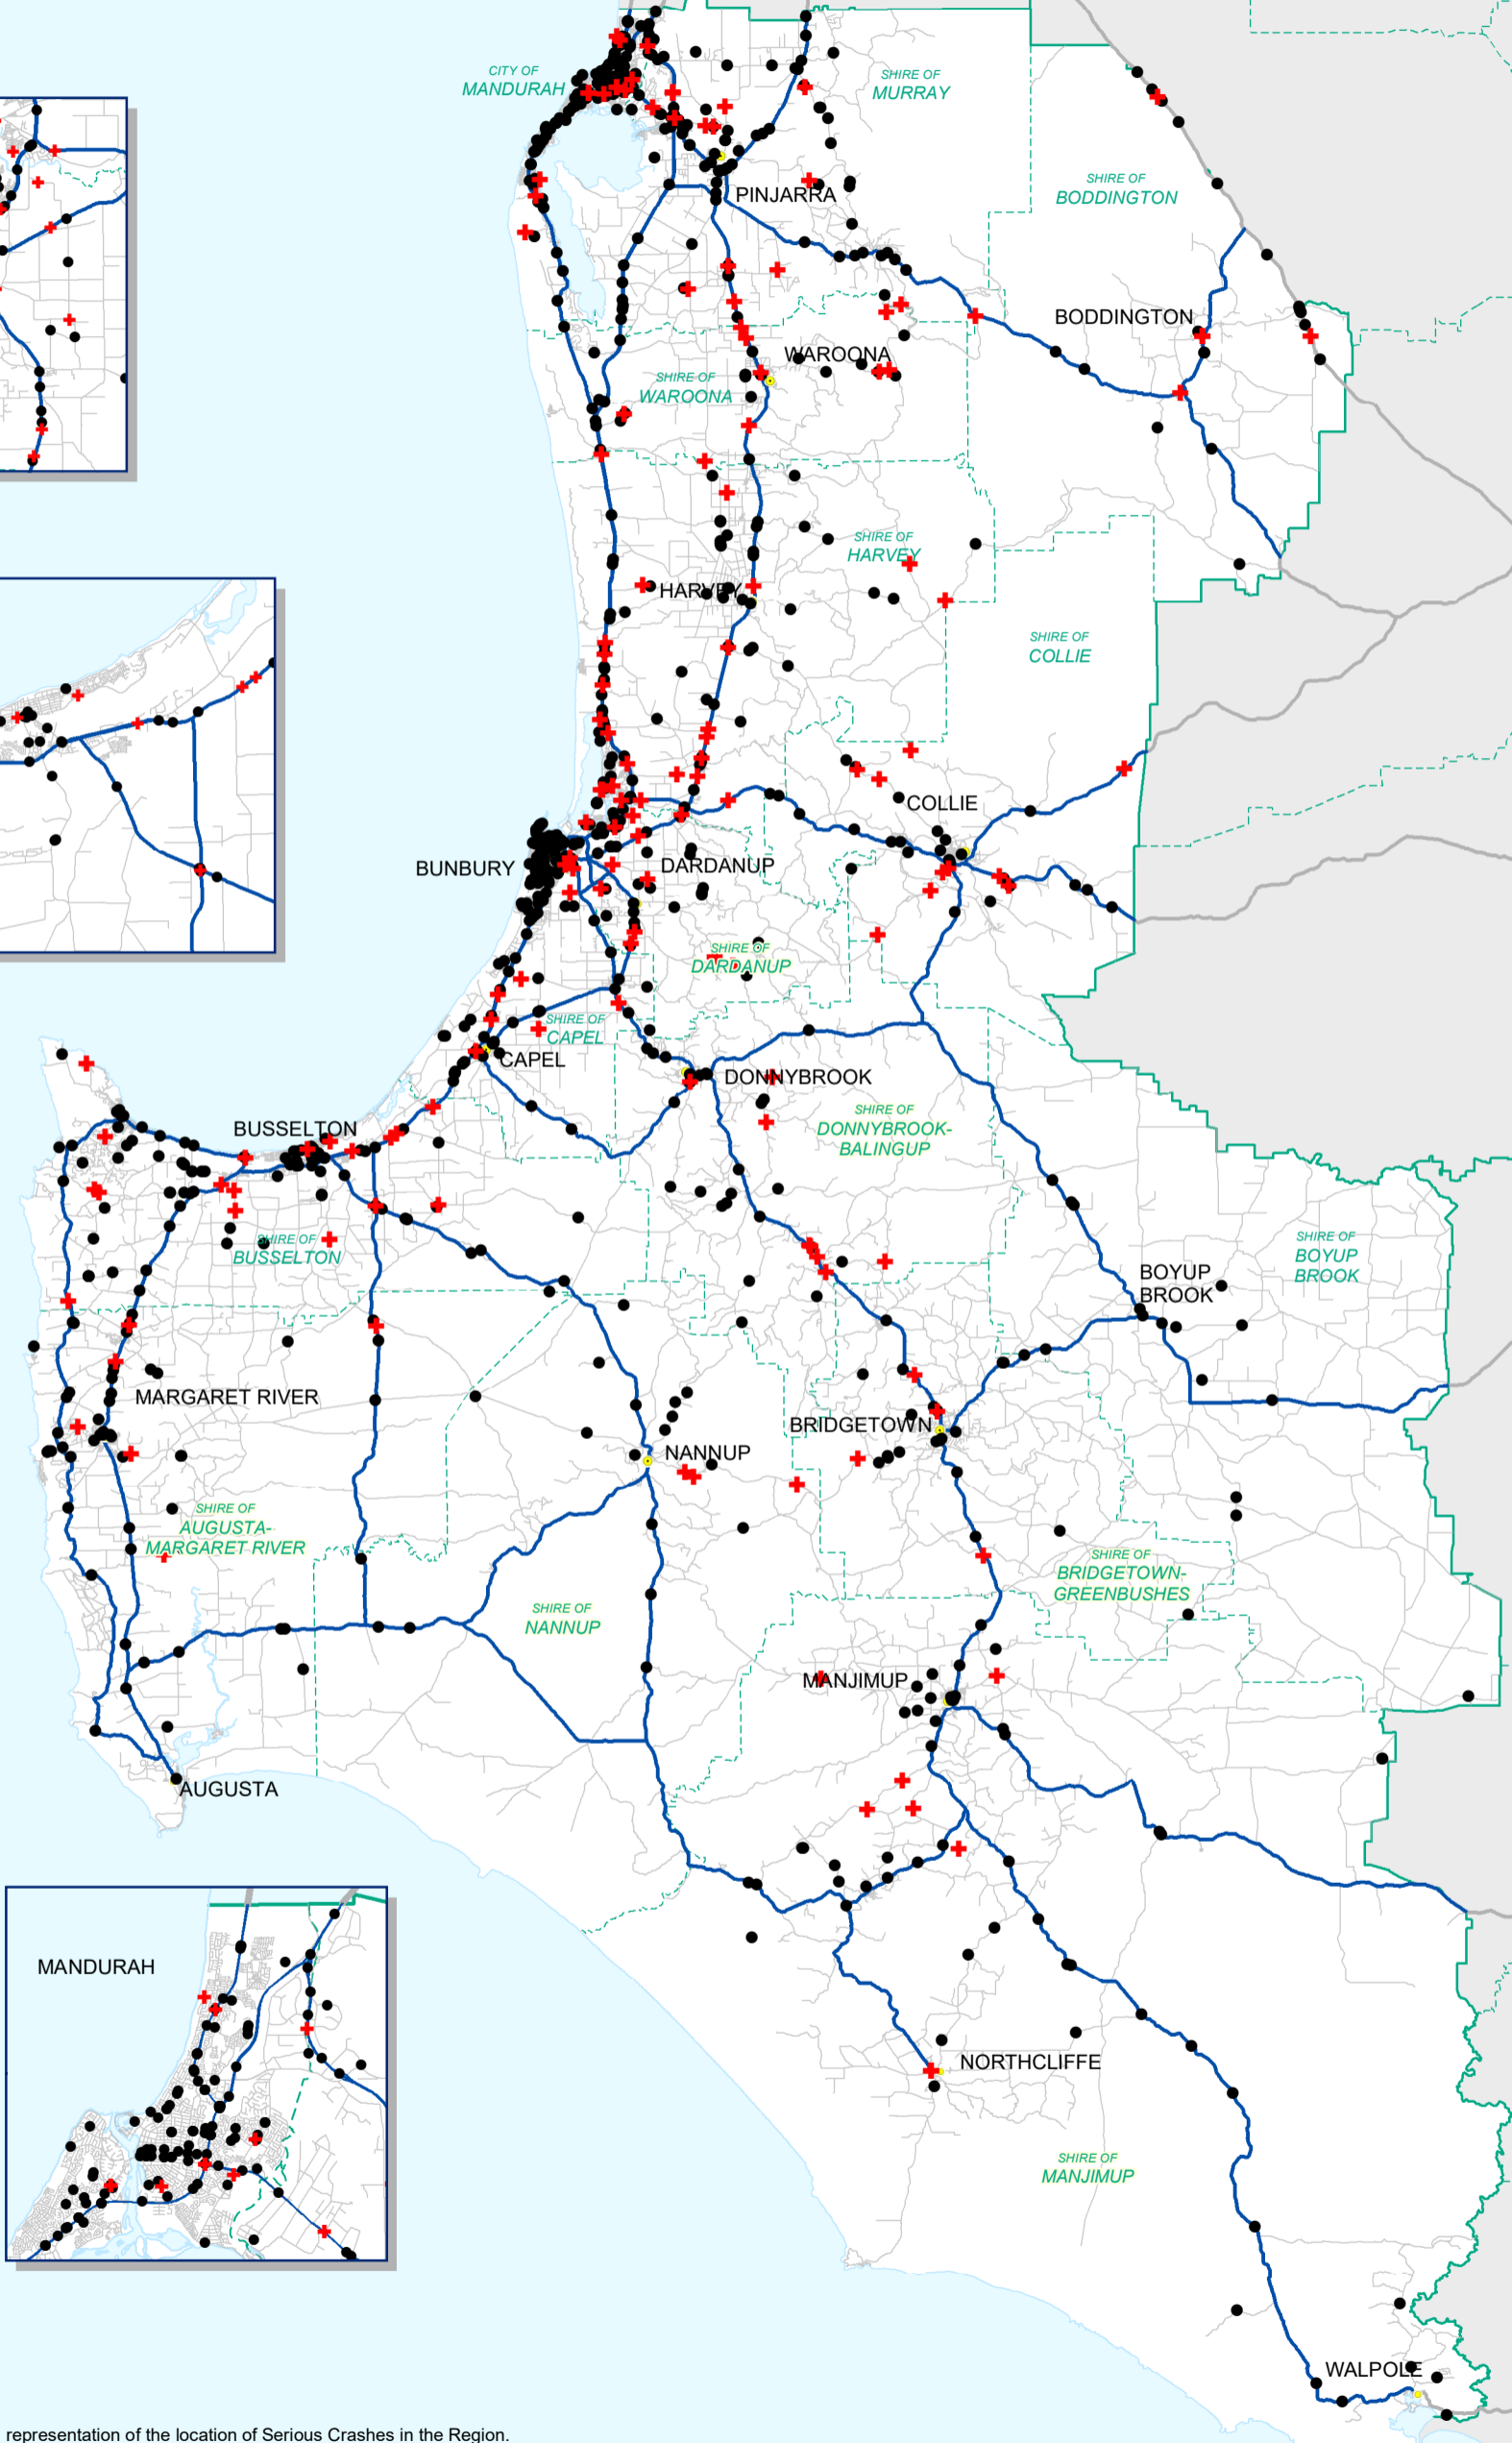 CITY OF
MANDURAH
SHIRE OF
MURRAY
SHIRE OF
BODDINGTON
PINJARRA
BODDINGTON
WAROONA
SHIRE OF
WAROONA
SHIRE OF
HARVEY
HARVEY
SHIRE OF
COLLIE
COLLIE
BUNBURY
DARDANUP
SHIRE OF
DARDANUP
SHIRE OF
CAPEL
CAPEL
DONNYBROOK
SHIRE OF
DONNYBROOK-
BALINGUP
BUSSELTON
SHIRE OF
BUSSELTON
SHIRE OF
BOYUP
BROOK
BOYUP
BROOK
MARGARET RIVER
BRIDGETOWN
NANNUP
SHIRE OF
AUGUSTA-
MARGARET RIVER
SHIRE OF
BRIDGETOWN-
GREENBUSHES
SHIRE OF
NANNUP
MANJIMUP
AUGUSTA
MANDURAH
NORTHCLIFFE
SHIRE OF
MANJIMUP
WALPOLE
representation of the location of Serious Crashes in the Region.